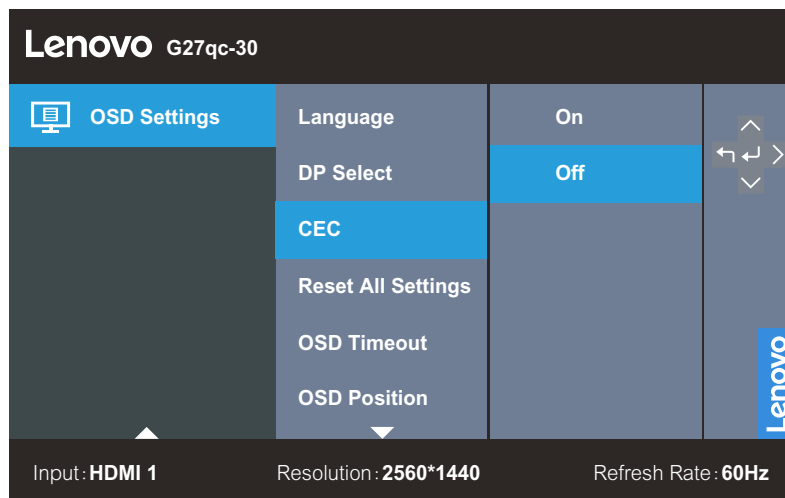 Lenovo G27qc-30
OSD Settings
Language
DP Select
CEC
Reset All Settings
OSD Timeout
OSD Position
On
Off
Lenovo
Input:HDMI 1
Resolution:2560*1440
Refresh Rate:60Hz